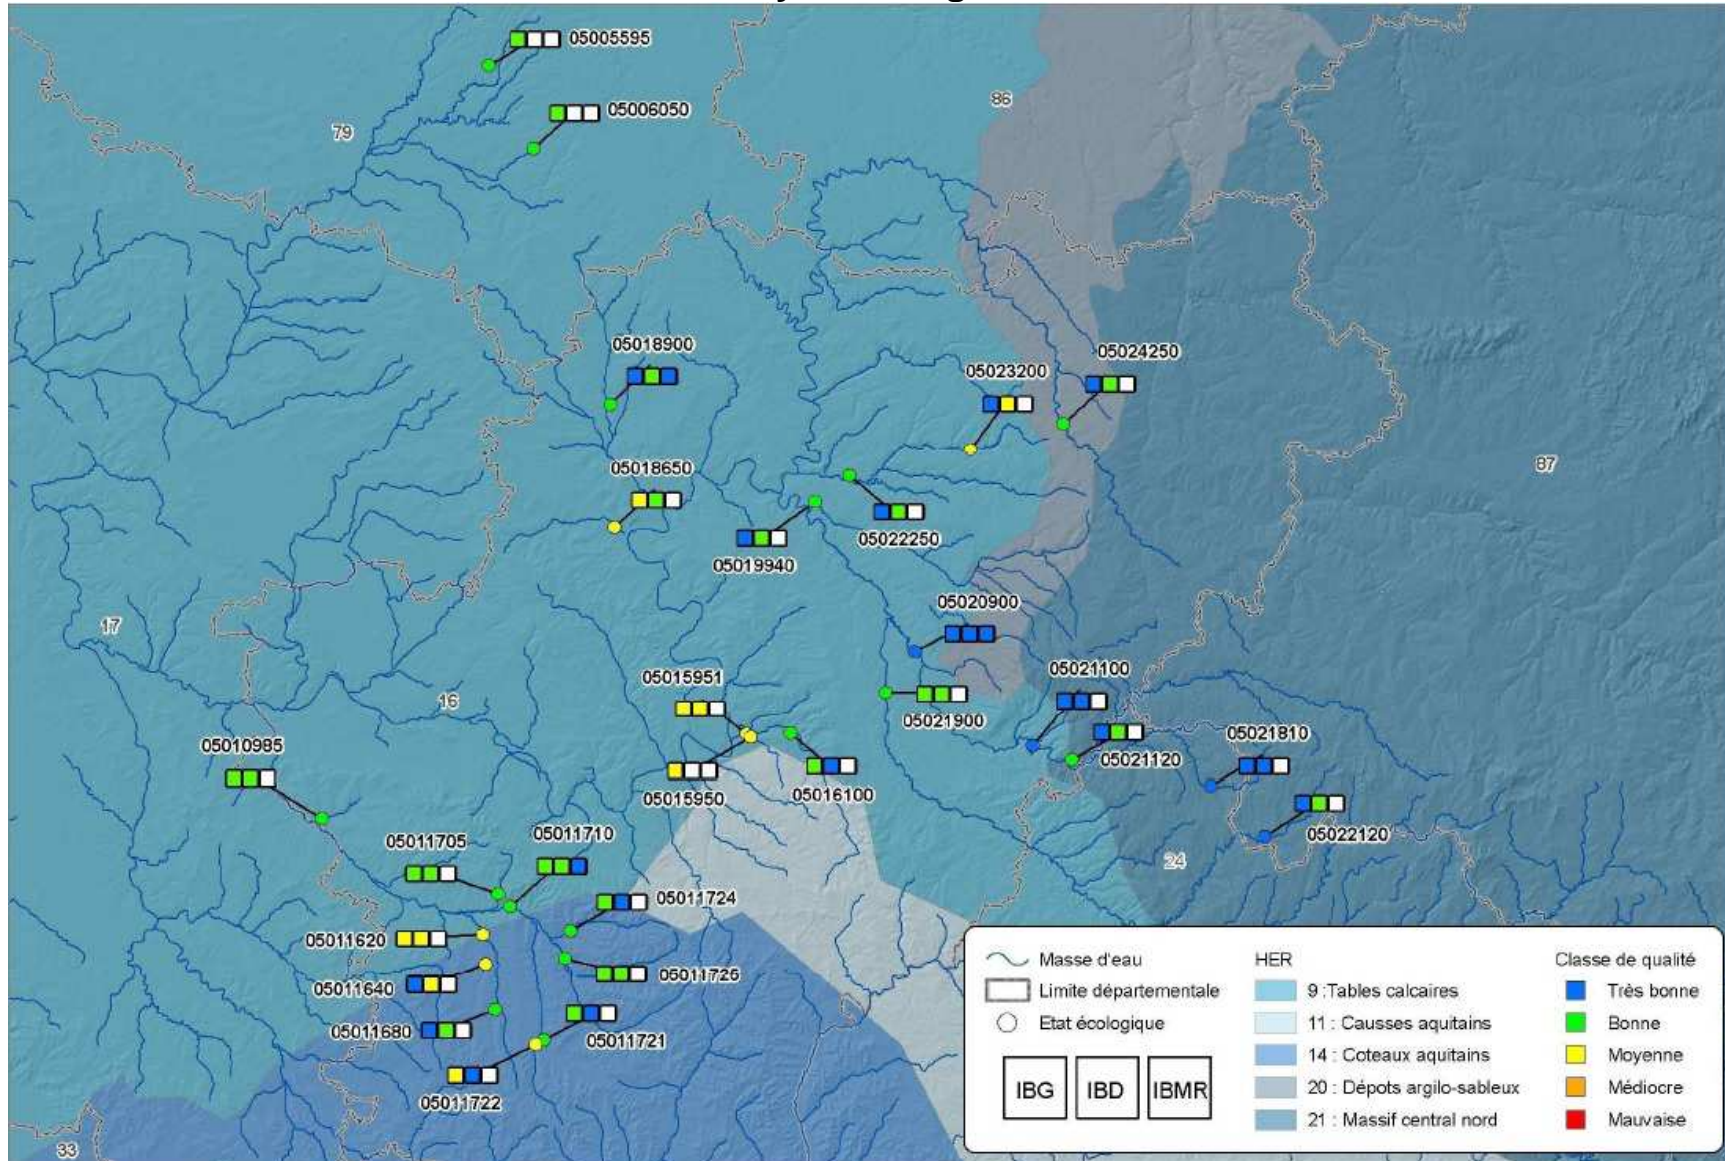 05005595
05006050
86
79
05018900
05024250
05023200
87
05018650
05022250
05019940
05020900
17
05021100
05015951
16
05021900
05021810
05010985
05021120
05015950
05016100
05022120
05011705
05011710
24
05011724
05011620
05011725
05011640
05011680
05011721
05011722
33
Masse d'eau
Limite départementale
Etat écologique
IBG IBD IBMR
HER
9 :Tables calcaires
11 : Causses aquitains
14 : Coteaux aquitains
20 : Dépots argilo-sableux
21 : Massif central nord
Classe de qualité
Très bonne
Bonne
Moyenne
Médiocre
Mauvaise